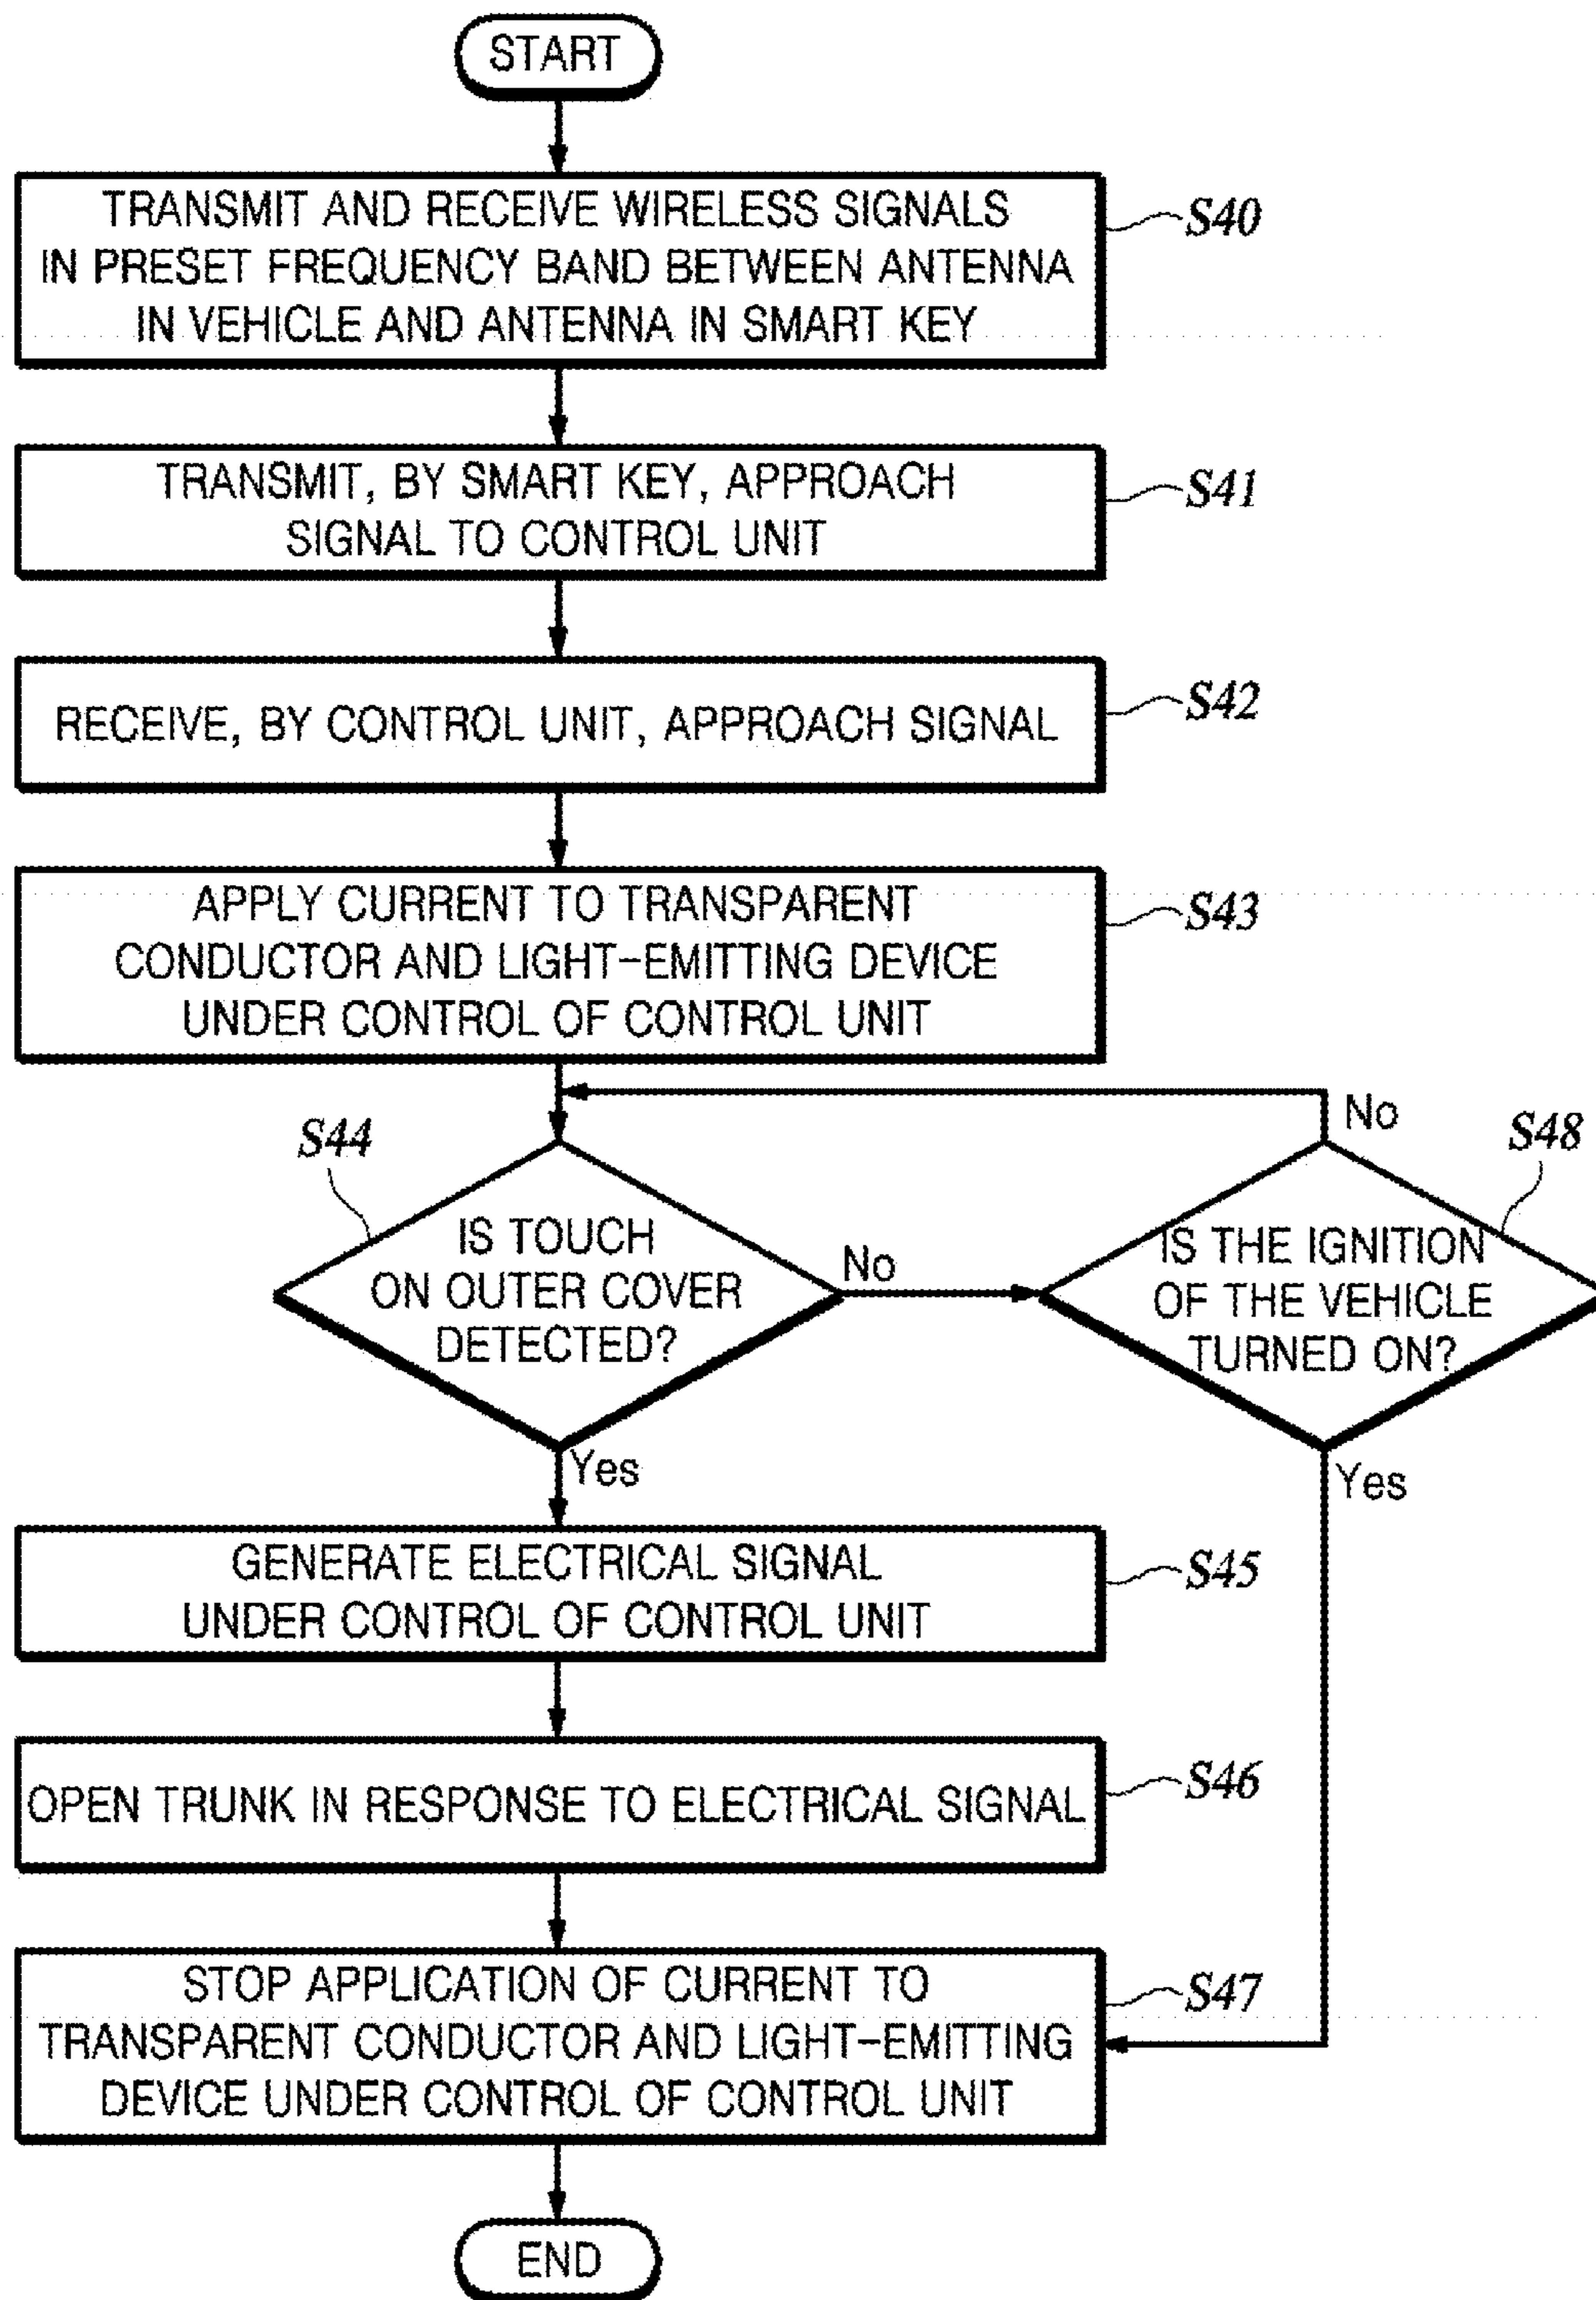 START
TRANSMIT AND RECEIVE WIRELESS SIGNALS
IN PRESET FREQUENCY BAND BETWEEN ANTENNA
IN VEHICLE AND ANTENNA IN SMART KEY
S40
TRANSMIT, BY SMART KEY, APPROACH
SIGNAL TO CONTROL UNIT
S41
RECEIVE, BY CONTROL UNIT, APPROACH SIGNAL
S42
APPLY CURRENT TO TRANSPARENT
CONDUCTOR AND LIGHT-EMITTING DEVICE
UNDER CONTROL OF CONTROL UNIT
S43
S44
IS TOUCH
ON OUTER COVER
DETECTED?
No
Yes
S48
IS THE IGNITION
OF THE VEHICLE
TURNED ON?
No
Yes
GENERATE ELECTRICAL SIGNAL
UNDER CONTROL OF CONTROL UNIT
S45
OPEN TRUNK IN RESPONSE TO ELECTRICAL SIGNAL
S46
STOP APPLICATION OF CURRENT TO
TRANSPARENT CONDUCTOR AND LIGHT-EMITTING
DEVICE UNDER CONTROL OF CONTROL UNIT
S47
END